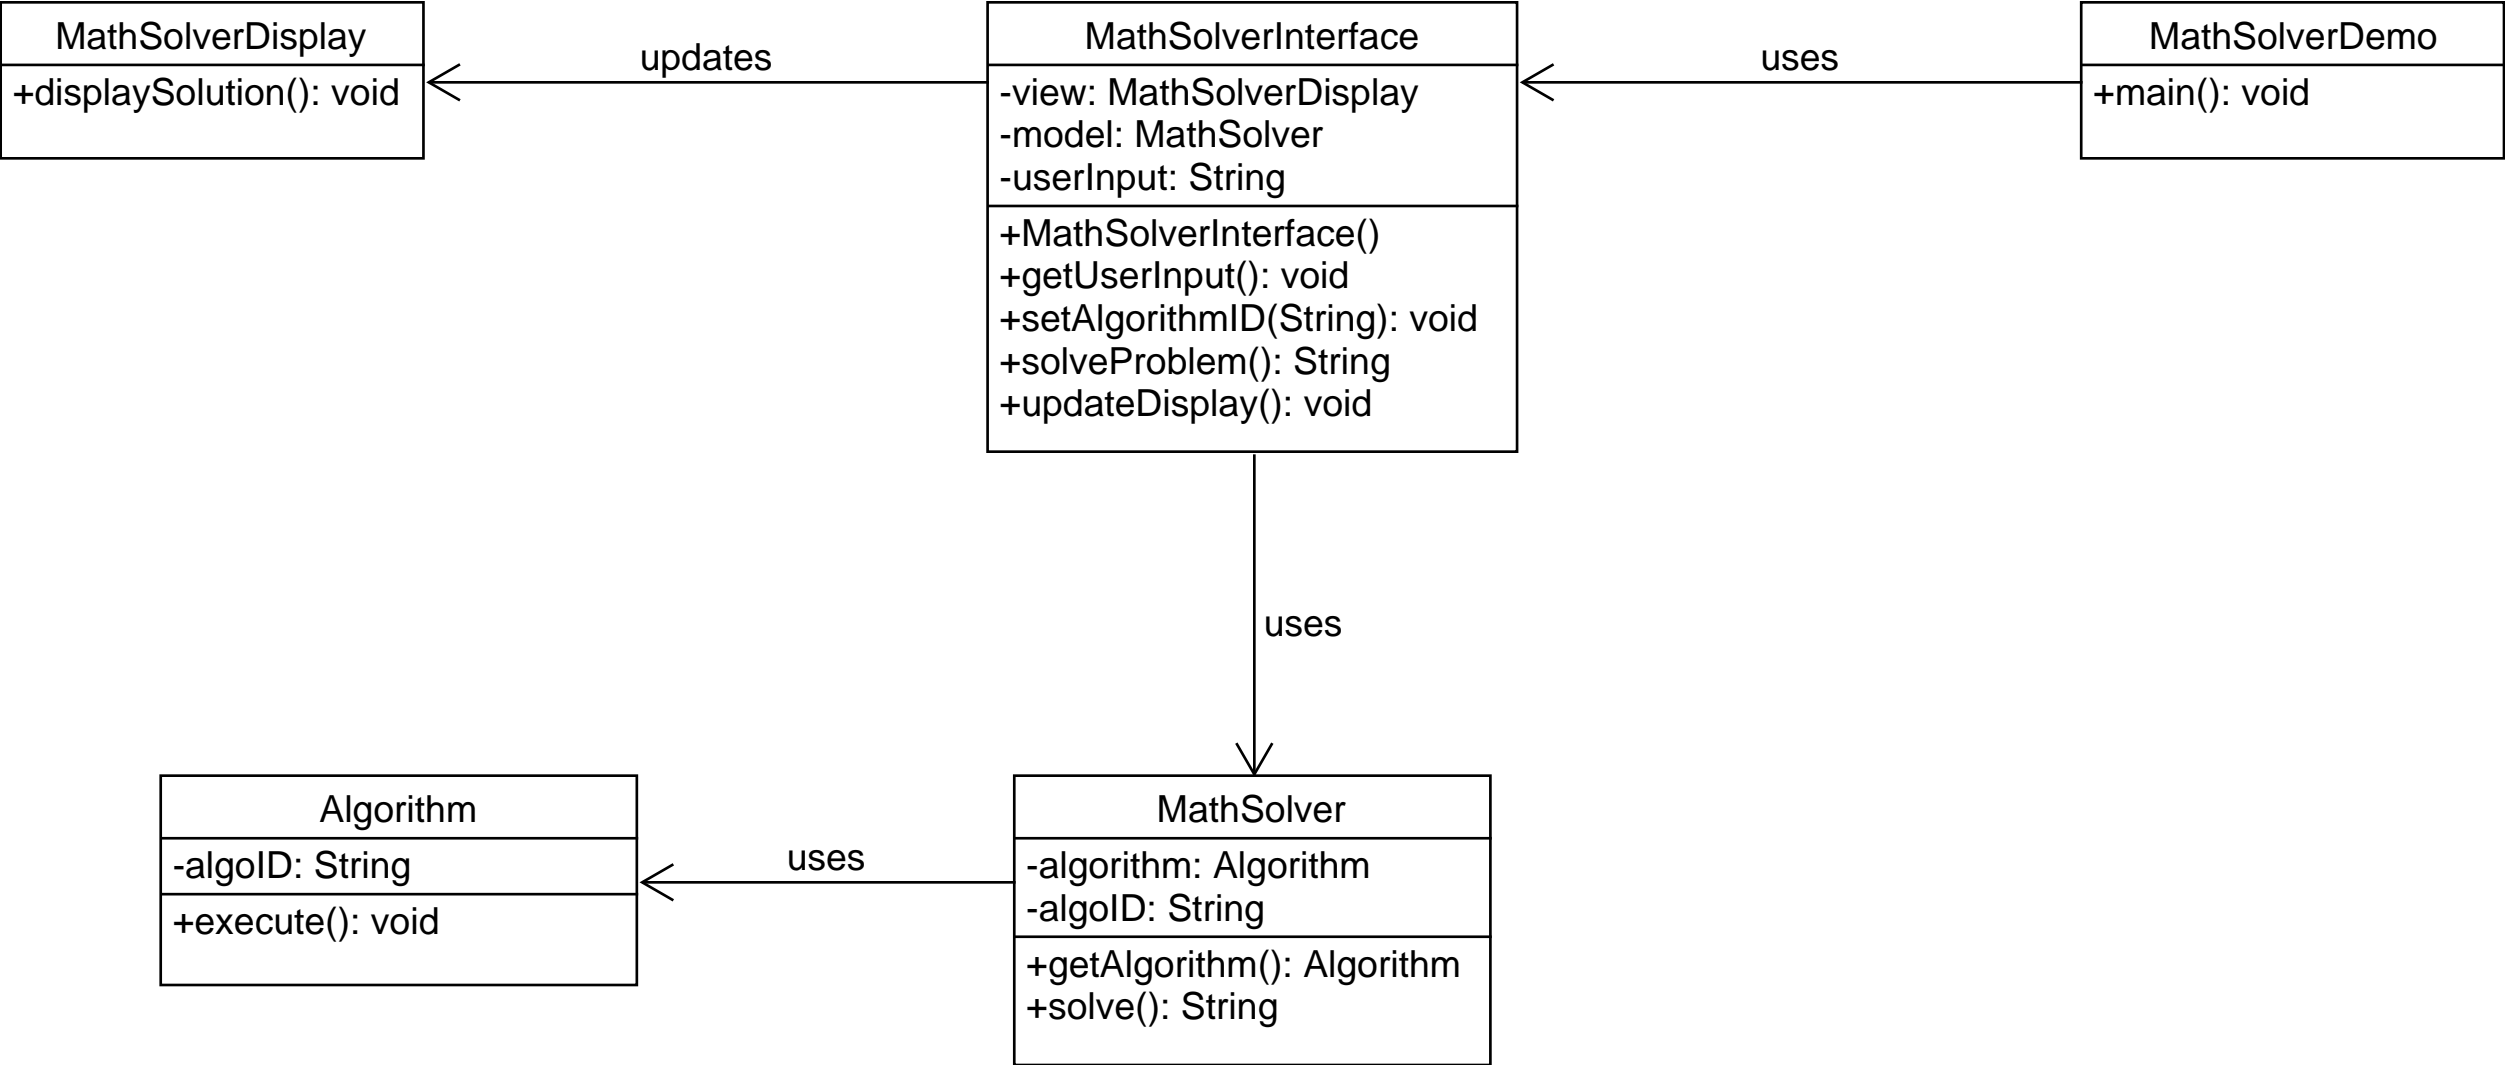 MathSolverDisplay
+displaySolution(): void
updates
MathSolverInterface
-view: MathSolverDisplay
-model: MathSolver
-userInput: String
+MathSolverInterface()
+getUserInput(): void
+setAlgorithmID(String): void
+solveProblem(): String
+updateDisplay(): void
uses
MathSolverDemo
+main(): void
uses
Algorithm
-algoID: String
+execute(): void
uses
MathSolver
-algorithm: Algorithm
-algoID: String
+getAlgorithm(): Algorithm
+solve(): String